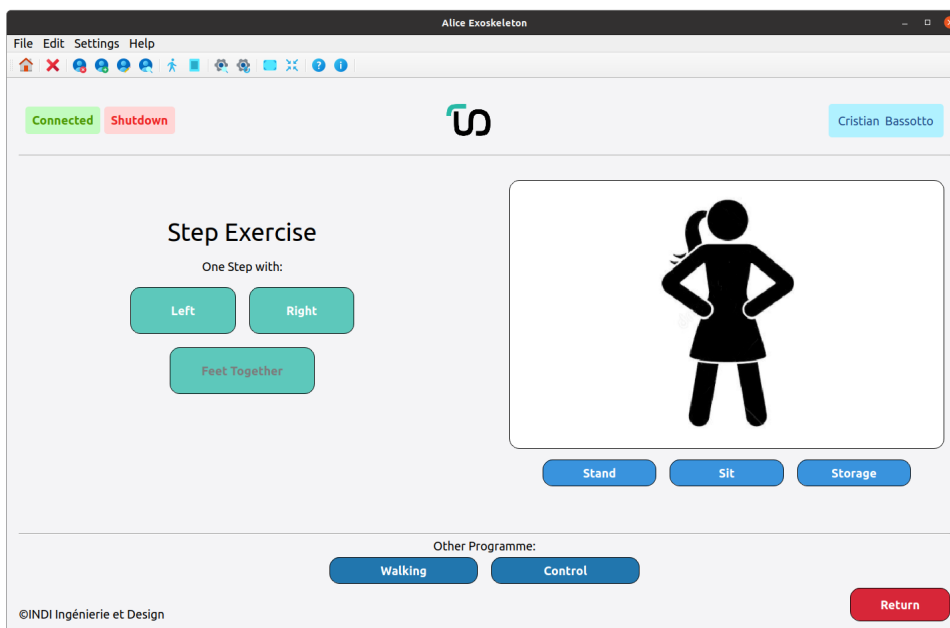 Alice Exoskeleton
File Edit Settings Help
Connected Shutdown
Cristian Bassotto
Step Exercise
One Step with:
Left Right
Feet Together
Stand Sit Storage
Other Programme:
Walking Control
Return
©INDI Ingénierie et Design